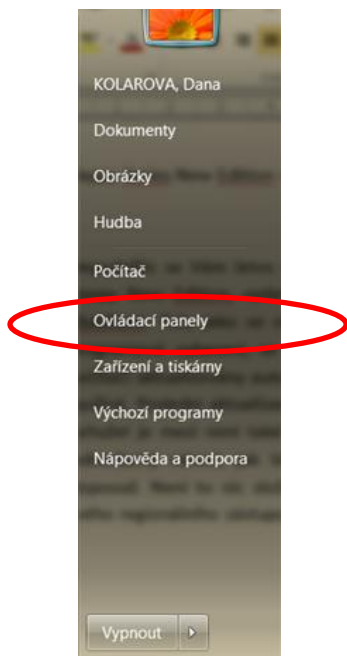 KOLAROVA, Dana
Dokumenty
Obrázky
Hudba
Počítač
Ovládací panely
Zařízení a tiskárny
Výchozí programy
Nápověda a podpora
Vypnout